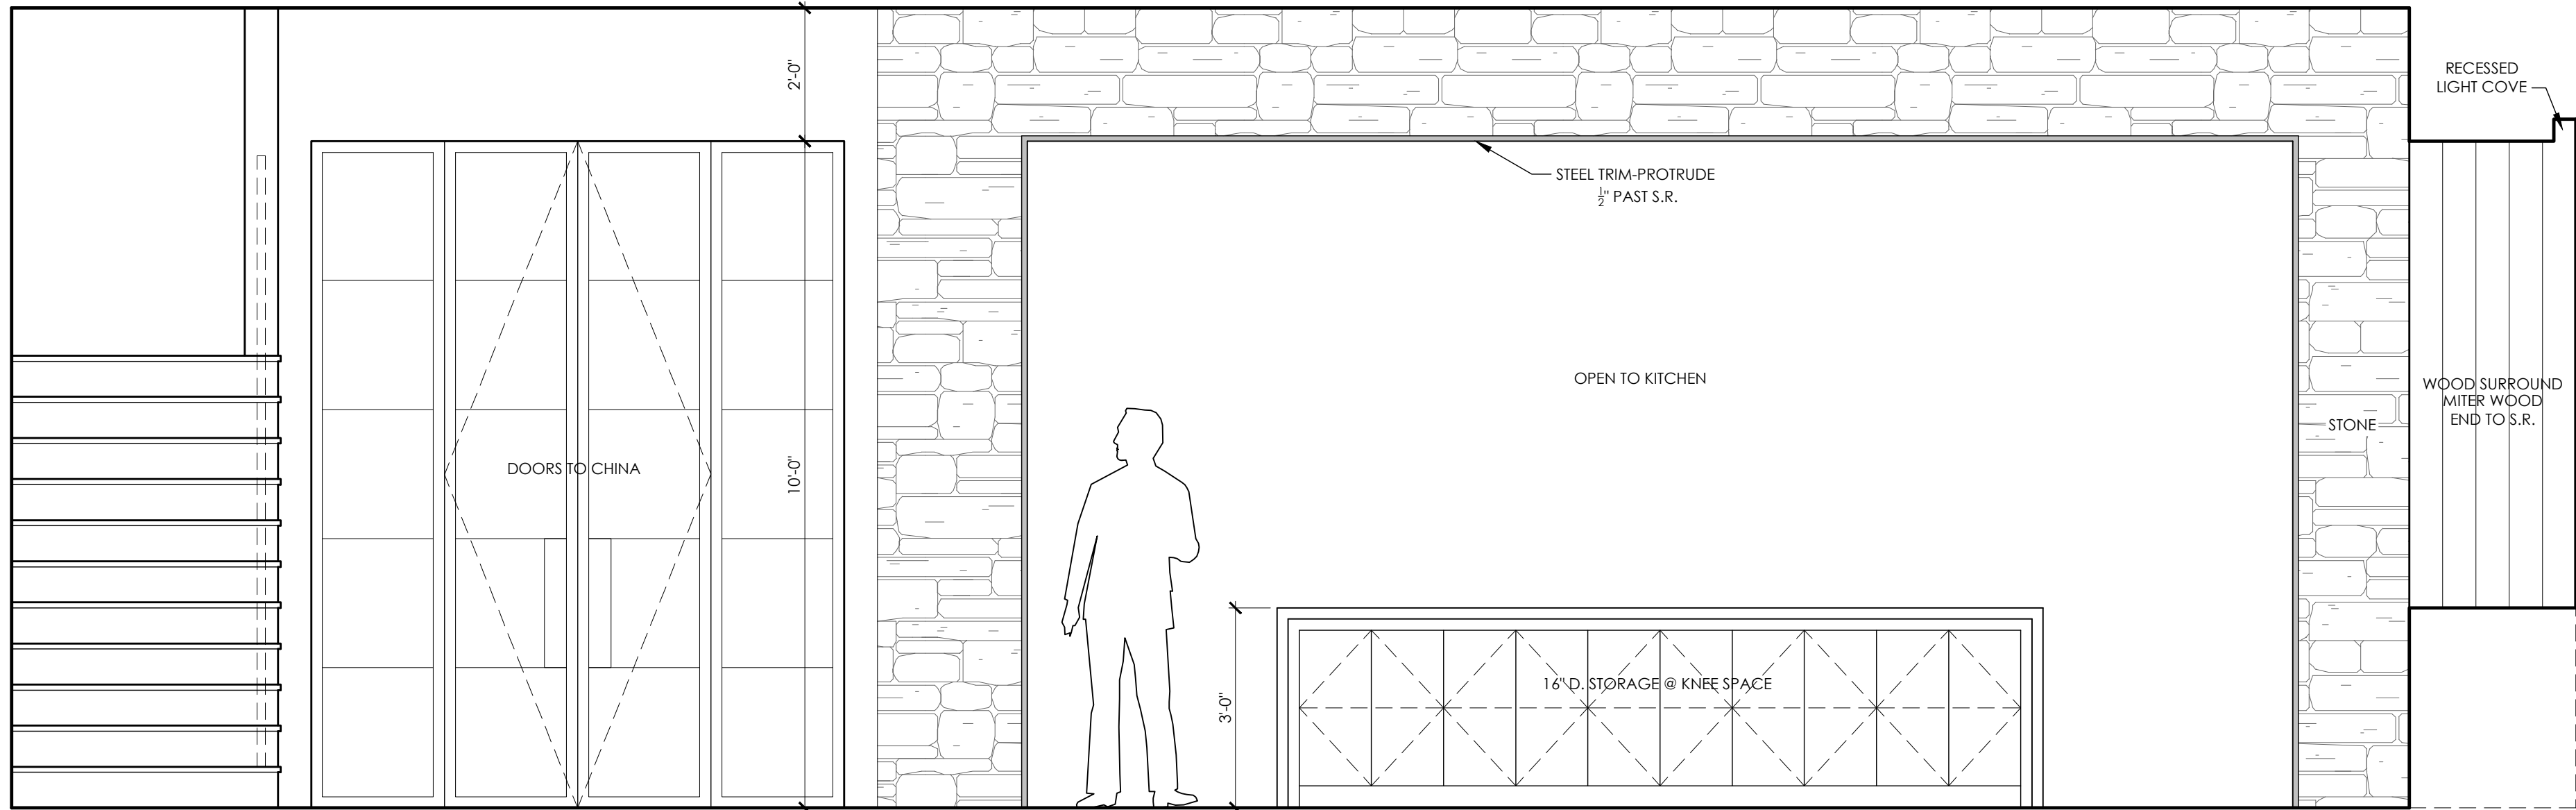 2'-0"
RECESSED
LIGHT COVE
STEEL TRIM-PROTRUDE
½" PAST S.R.
OPEN TO KITCHEN
WOOD SURROUND
MITER WOOD
END TO S.R.
STONE
DOORS TO CHINA
10'-0"
16" D. STORAGE @ KNEE SPACE
3'-0"